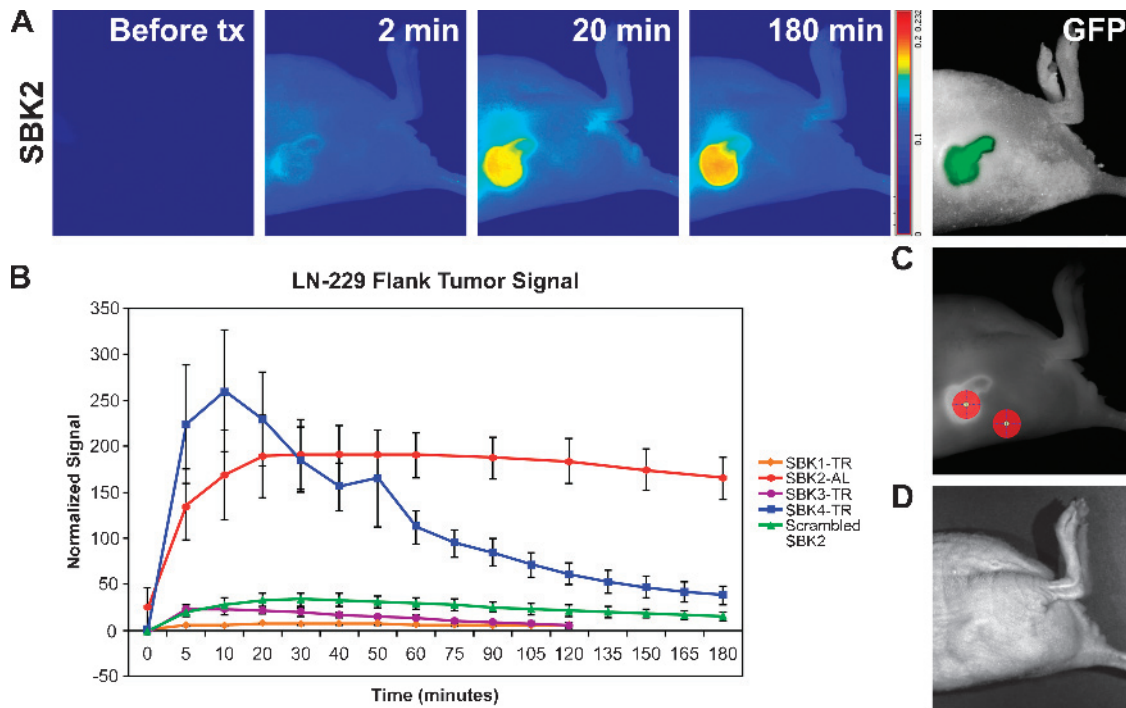 A
Before tx
2 min
20 min
180 min
GFP
SBK2
0.232
0.2
0.1
0
B
LN-229 Flank Tumor Signal
350
300
250
200
150
100
50
0
-50
Normalized Signal
0 5 10 20 30 40 50 60 75 90 105 120 135 150 165 180
Time (minutes)
SBK1-TR
SBK2-AL
SBK3-TR
SBK4-TR
Scrambled
SBK2
C
D